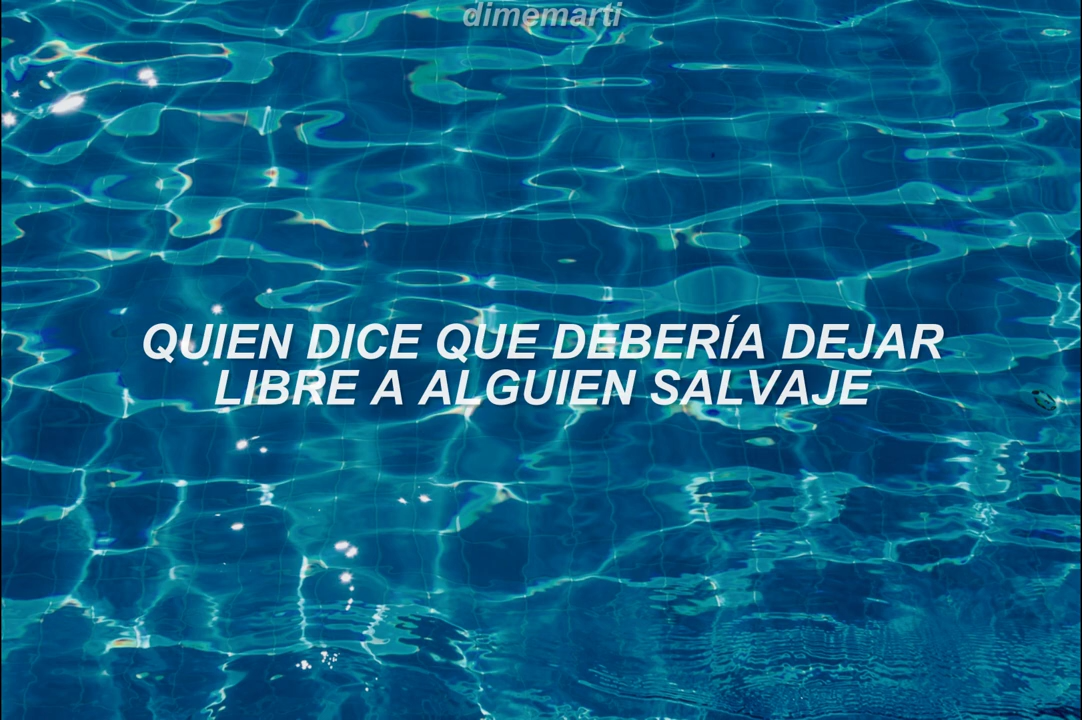 dimemarti
QUIEN DICE QUE DEBERÍA DEJAR
LIBRE A ALGUIEN SALVAJE